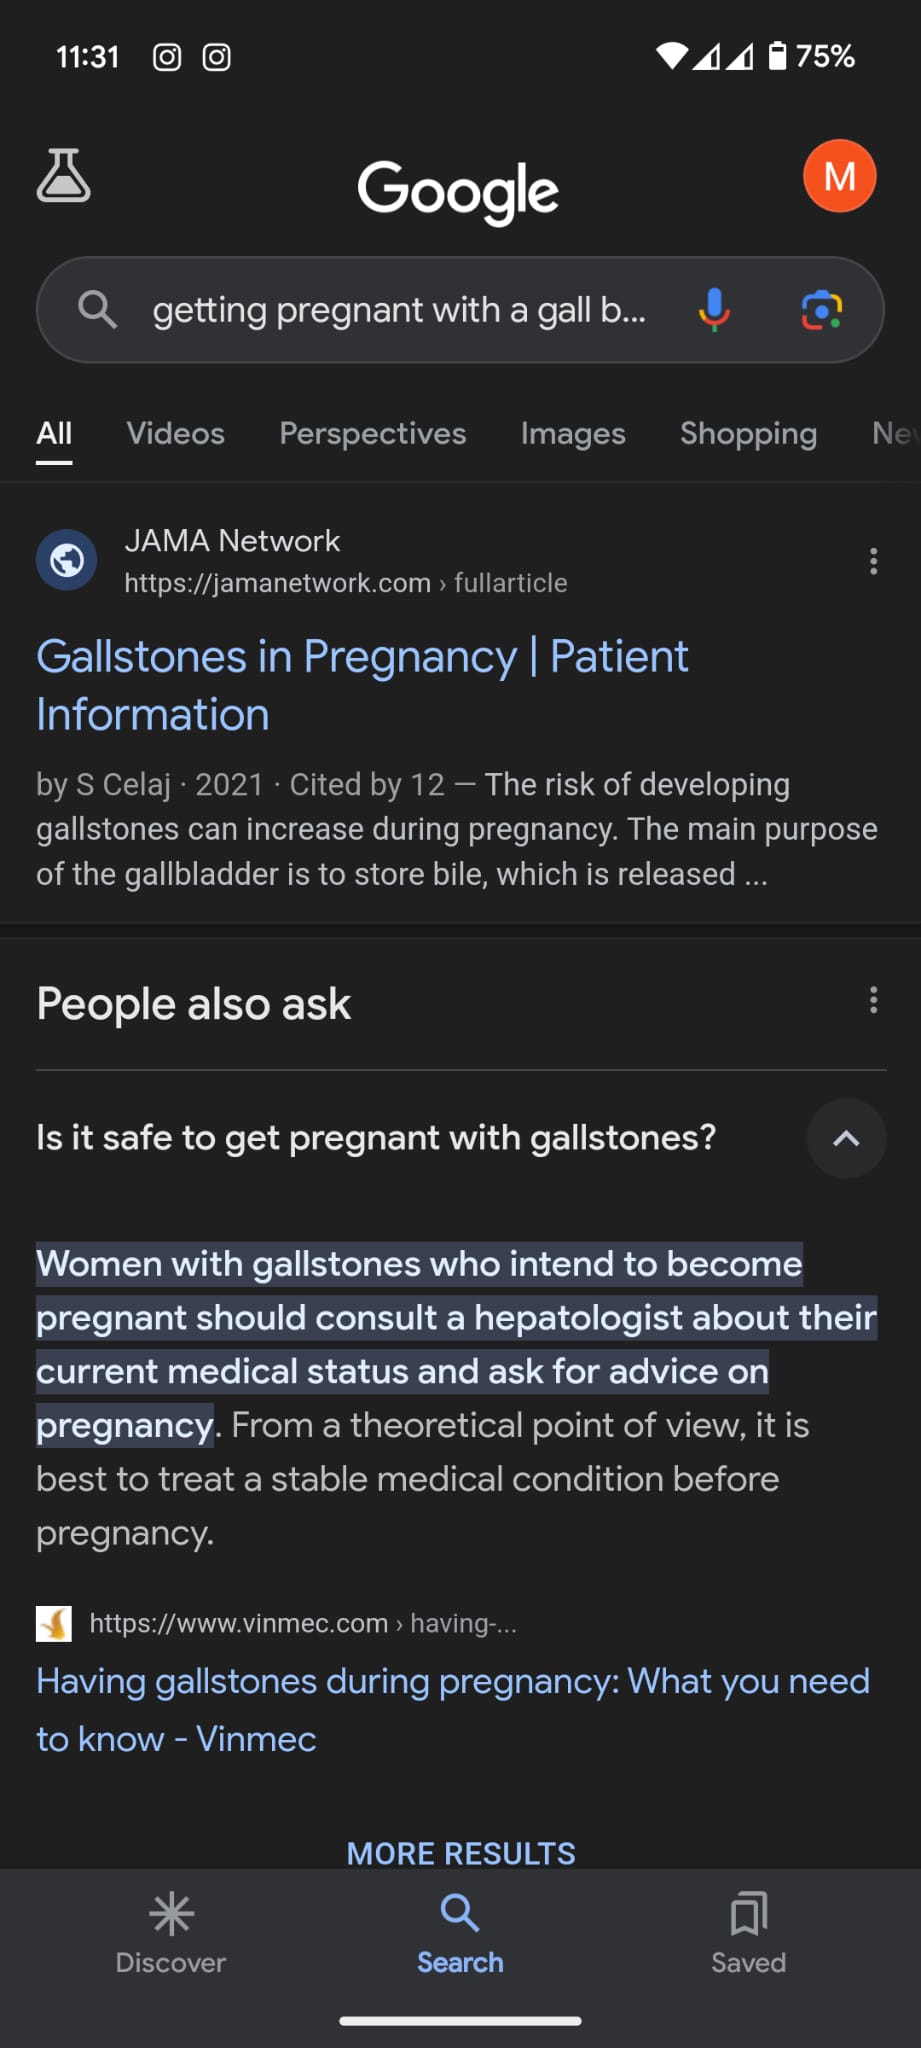 11:31
75%
Google
M
getting pregnant with a gall b...
All Videos Perspectives Images Shopping Ne
JAMA Network
https://jamanetwork.com › fullarticle
Gallstones in Pregnancy | Patient
Information
by S Celaj · 2021 · Cited by 12 — The risk of developing
gallstones can increase during pregnancy. The main purpose
of the gallbladder is to store bile, which is released ...
People also ask
Is it safe to get pregnant with gallstones?
Women with gallstones who intend to become
pregnant should consult a hepatologist about their
current medical status and ask for advice on
pregnancy. From a theoretical point of view, it is
best to treat a stable medical condition before
pregnancy.
https://www.vinmec.com › having-...
Having gallstones during pregnancy: What you need
to know - Vinmec
MORE RESULTS
Discover Search Saved